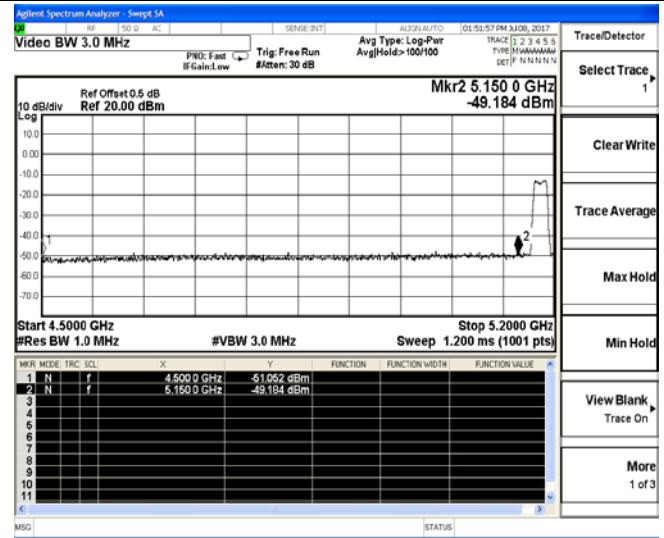 Agilent Spectrum Analyzer - Swept SA
RF 50 Ω AC SENSE:INT ALIGN AUTO 01:51:57 PM JUL 08, 2017
Video BW 3.0 MHz
PNO: Fast
IFGain:Low
Trig: Free Run
#Atten: 30 dB
Avg Type: Log-Pwr
Avg|Hold:>100/100
TRACE 1 2 3 4 5 6
TYPE
DET P N N N N N
Ref Offset 0.5 dB
Ref 20.00 dBm
10 dB/div
Log
Mkr2 5.150 0 GHz
-49.184 dBm
10.0
0.00
-10.0
-20.0
-30.0
-40.0
-50.0
-60.0
-70.0
1
2
Start 4.5000 GHz
#Res BW 1.0 MHz
#VBW 3.0 MHz
Stop 5.2000 GHz
Sweep 1.200 ms (1001 pts)
MKR MODE TRC SCL X Y FUNCTION FUNCTION WIDTH FUNCTION VALUE
1 N f 4.500 0 GHz -51.052 dBm
2 N f 5.150 0 GHz -49.184 dBm
3
4
5
6
7
8
9
10
11
MSG
STATUS
Trace/Detector
Select Trace
1
Clear Write
Trace Average
Max Hold
Min Hold
View Blank
Trace On
More
1 of 3